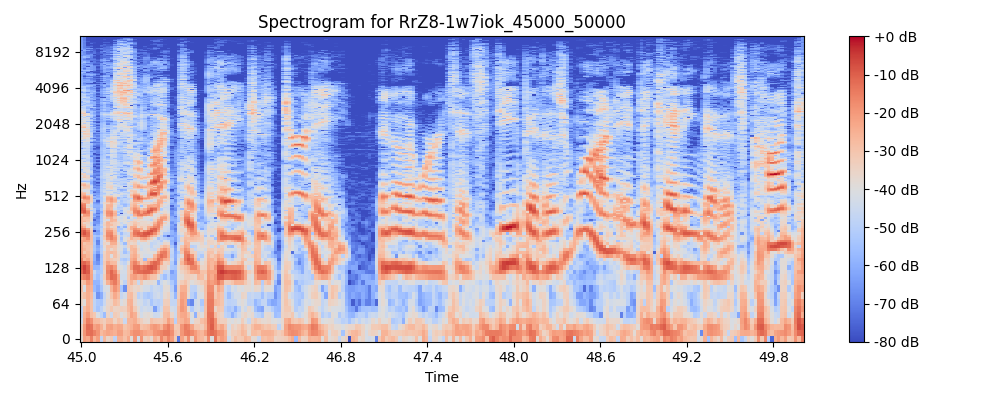 Spectrogram for RrZ8-1w7iok_45000_50000
Hz
8192
4096
2048
1024
512
256
128
64
0
45.0 45.6 46.2 46.8 47.4 48.0 48.6 49.2 49.8
Time
+0 dB
-10 dB
-20 dB
-30 dB
-40 dB
-50 dB
-60 dB
-70 dB
-80 dB